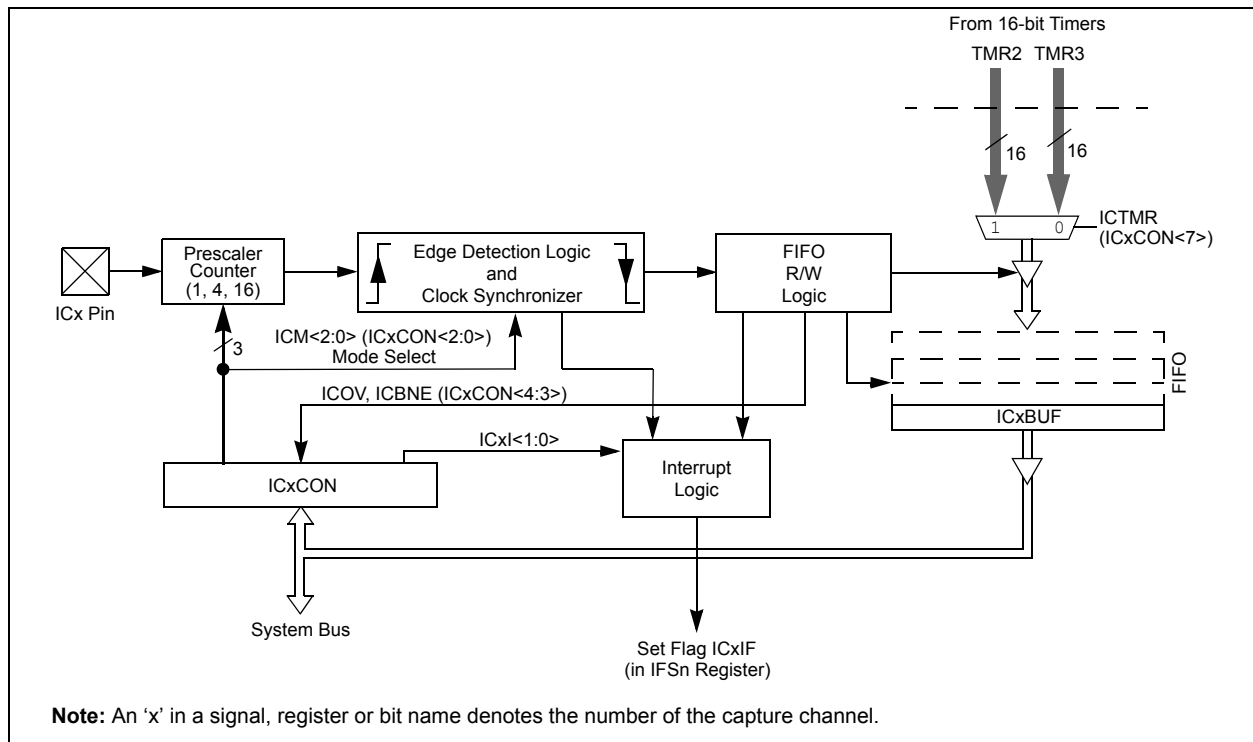 From 16-bit Timers
TMR2 TMR3
16 16
1 0
ICTMR
(ICxCON<7>)
ICx Pin
Prescaler
Counter
(1, 4, 16)
3
Edge Detection Logic
and
Clock Synchronizer
FIFO
R/W
Logic
ICM<2:0> (ICxCON<2:0>)
Mode Select
FIFO
ICxBUF
ICOV, ICBNE (ICxCON<4:3>)
ICxI<1:0>
ICxCON
Interrupt
Logic
System Bus
Set Flag ICxIF
(in IFSn Register)
Note: An ‘x’ in a signal, register or bit name denotes the number of the capture channel.